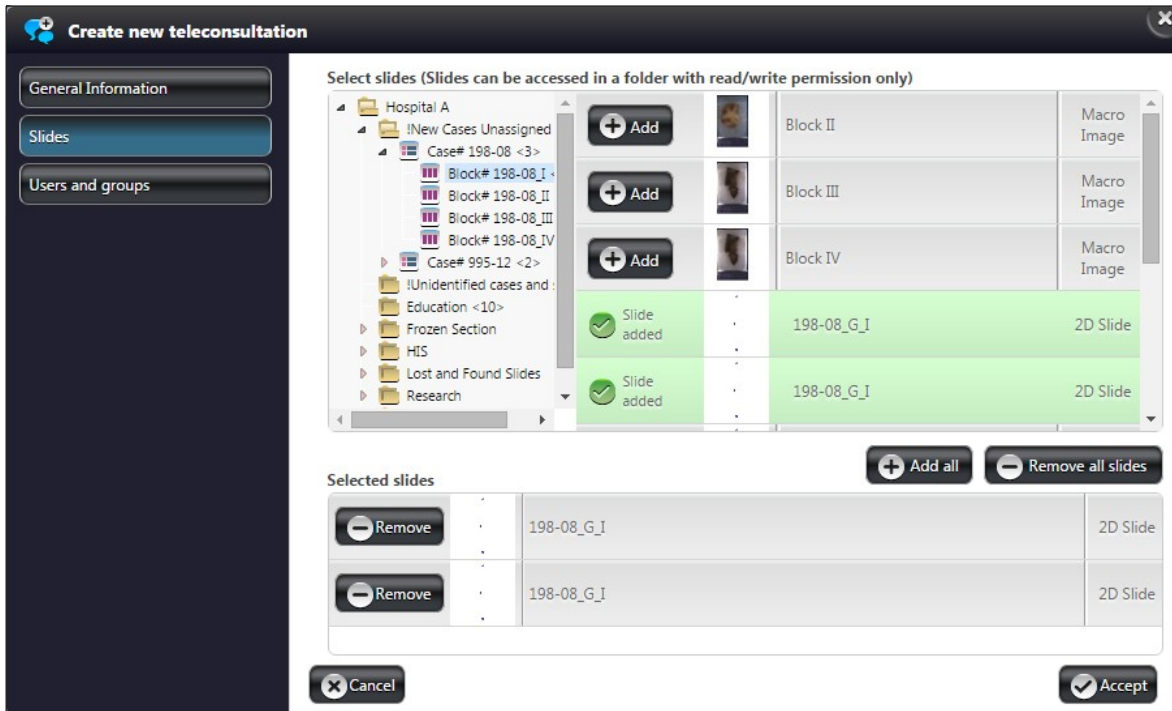 Create new teleconsultation
General Information
Slides
Users and groups
Select slides (Slides can be accessed in a folder with read/write permission only)
Hospital A
!New Cases Unassigned
Case# 198-08 <3>
Block# 198-08_I <
Block# 198-08_II
Block# 198-08_III
Block# 198-08_IV
Case# 995-12 <2>
!Unidentified cases and
Education <10>
Frozen Section
HIS
Lost and Found Slides
Research
Add
Block II
Macro
Image
Add
Block III
Macro
Image
Add
Block IV
Macro
Image
Slide
added
198-08_G_I
2D Slide
Slide
added
198-08_G_I
2D Slide
Add all
Remove all slides
Selected slides
Remove
198-08_G_I
2D Slide
Remove
198-08_G_I
2D Slide
Cancel
Accept